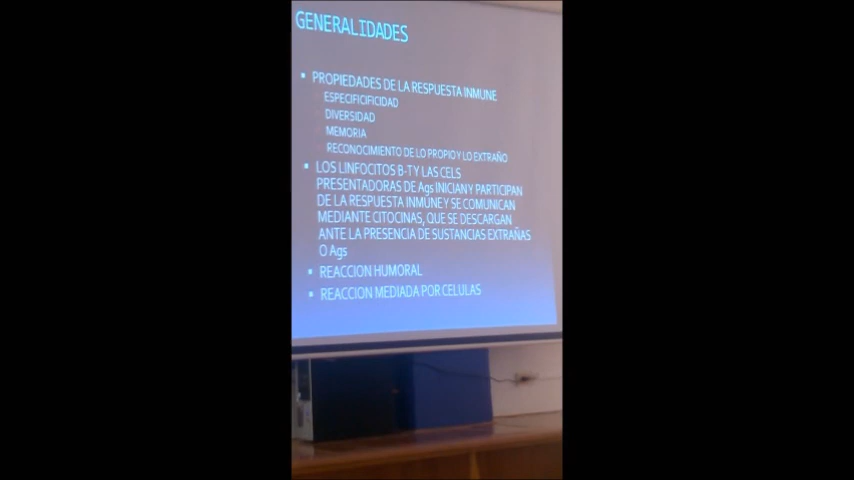 GENERALIDADES
▪ PROPIEDADES DE LA RESPUESTA INMUNE
ESPECIFICIFICIDAD
DIVERSIDAD
MEMORIA
RECONOCIMIENTO DE LO PROPIO Y LO EXTRAÑO
▪ LOS LINFOCITOS B-T Y LAS CELS
PRESENTADORAS DE Ags INICIAN Y PARTICIPAN
DE LA RESPUESTA INMUNE Y SE COMUNICAN
MEDIANTE CITOCINAS, QUE SE DESCARGAN
ANTE LA PRESENCIA DE SUSTANCIAS EXTRAÑAS
O Ags
▪ REACCION HUMORAL
▪ REACCION MEDIADA POR CELULAS